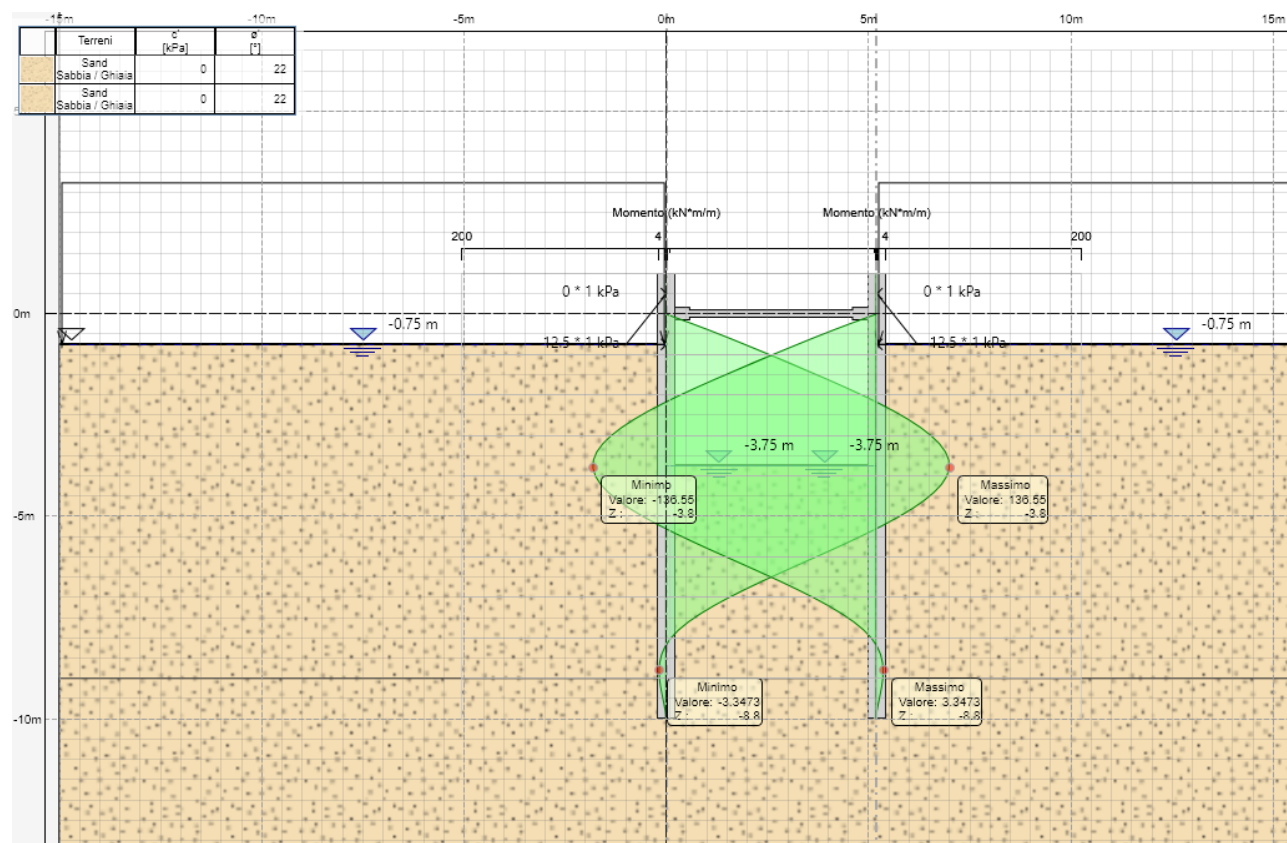 -15m -10m -5m 0m 5m 10m 15m
Terreni c' [kPa] ø' [°]
Sand
Sabbia / Ghiaia 0 22
Sand
Sabbia / Ghiaia 0 22
Momento (kN*m/m) Momento (kN*m/m)
200 4 4 200
0 * 1 kPa 0 * 1 kPa
0m
-0.75 m -0.75 m
12.5 * 1 kPa 12.5 * 1 kPa
-3.75 m -3.75 m
Minimo
Valore: -136.55
Z : -3.8
Massimo
Valore: 136.55
Z : -3.8
-5m
Minimo
Valore: -3.3473
Z : -8.8
Massimo
Valore: 3.3473
Z : -8.8
-10m